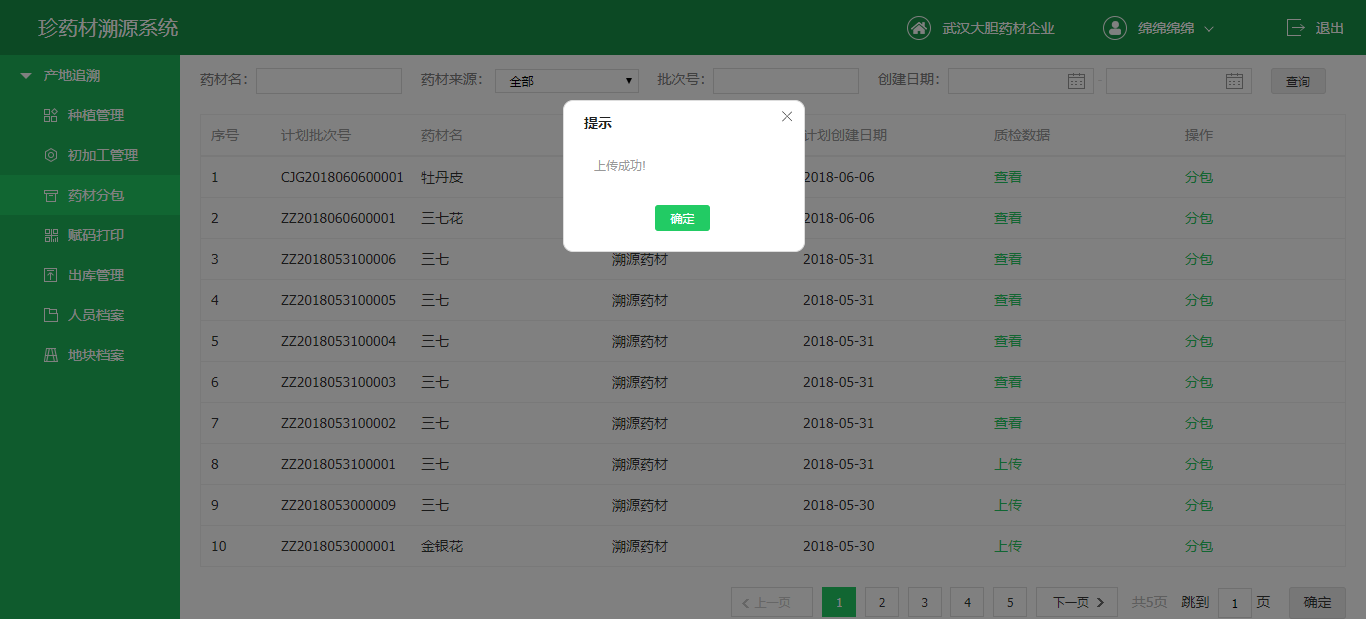 珍药材溯源系统 武汉大胆药材企业 绵绵绵绵 退出
产地追溯
种植管理
初加工管理
药材分包
赋码打印
出库管理
人员档案
地块档案
药材名： 药材来源： 全部 批次号： 创建日期： - 查询
序号 计划批次号 药材名 计划创建日期 质检数据 操作
1 CJG2018060600001 牡丹皮 2018-06-06 查看 分包
2 ZZ2018060600001 三七花 2018-06-06 查看 分包
3 ZZ2018053100006 三七 溯源药材 2018-05-31 查看 分包
4 ZZ2018053100005 三七 溯源药材 2018-05-31 查看 分包
5 ZZ2018053100004 三七 溯源药材 2018-05-31 查看 分包
6 ZZ2018053100003 三七 溯源药材 2018-05-31 查看 分包
7 ZZ2018053100002 三七 溯源药材 2018-05-31 查看 分包
8 ZZ2018053100001 三七 溯源药材 2018-05-31 上传 分包
9 ZZ2018053000009 三七 溯源药材 2018-05-30 上传 分包
10 ZZ2018053000001 金银花 溯源药材 2018-05-30 上传 分包
上一页 1 2 3 4 5 下一页 共5页 跳到 1 页 确定
提示
上传成功!
确定